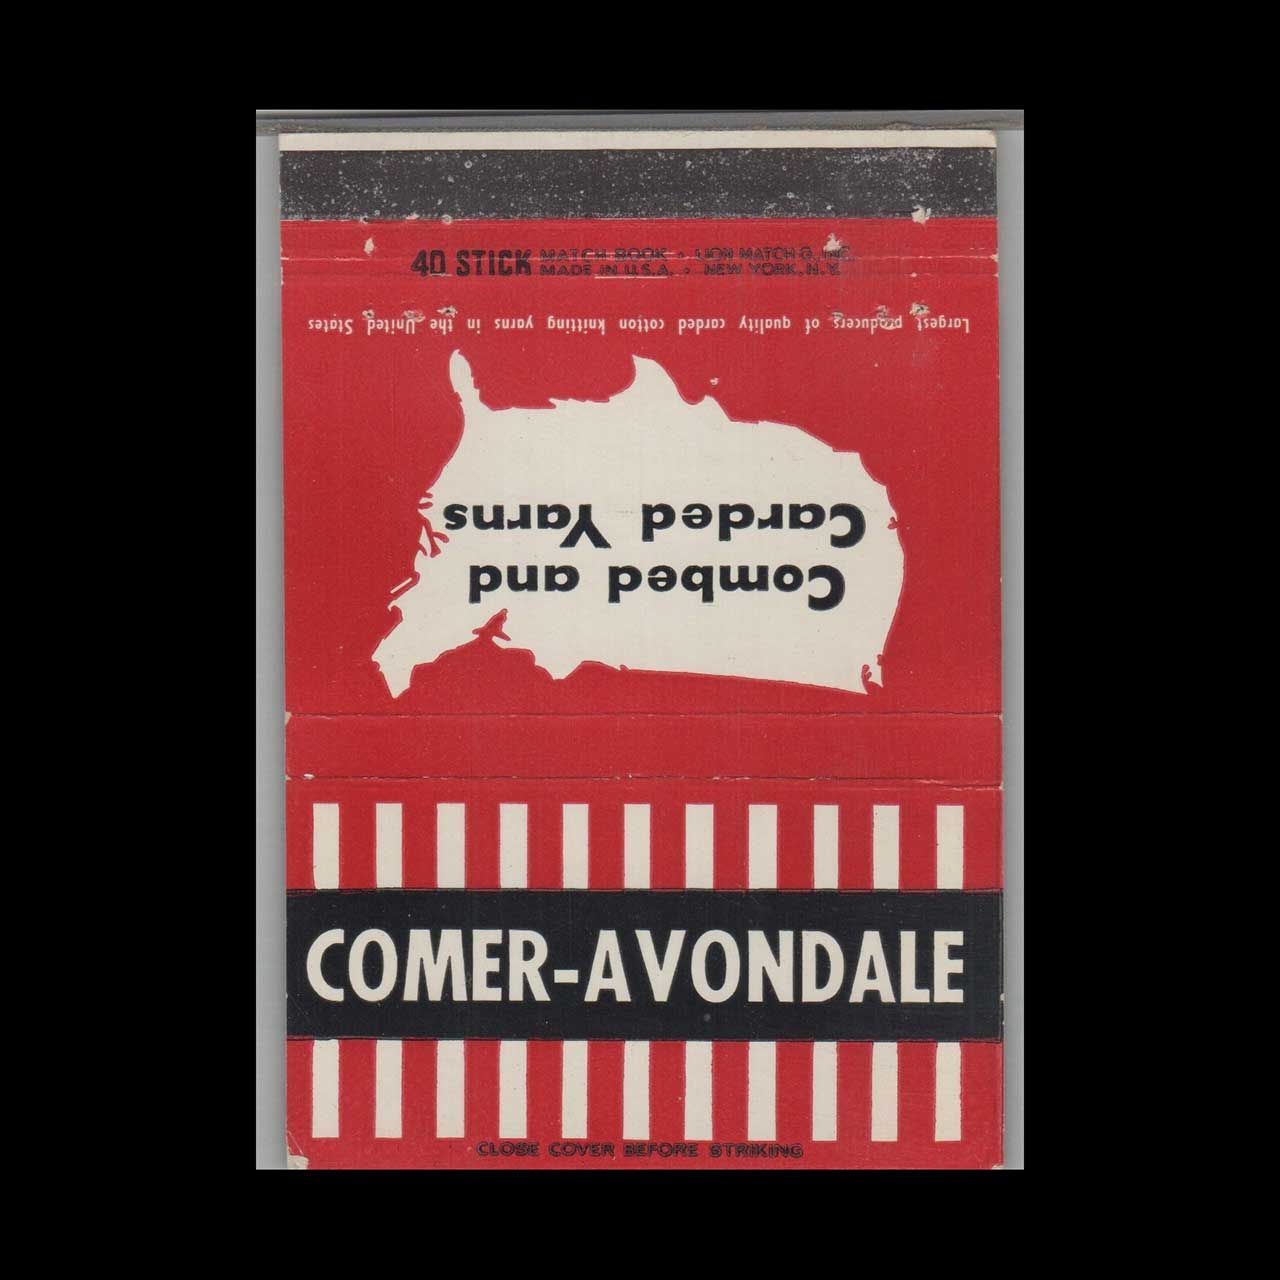 40 STICK MATCH BOOK • LION MATCH CO., INC.
MADE IN U.S.A. • NEW YORK, N.Y.
Largest producers of quality carded cotton knitting yarns in the United States
Combed and
Carded Yarns
COMER-AVONDALE
CLOSE COVER BEFORE STRIKING